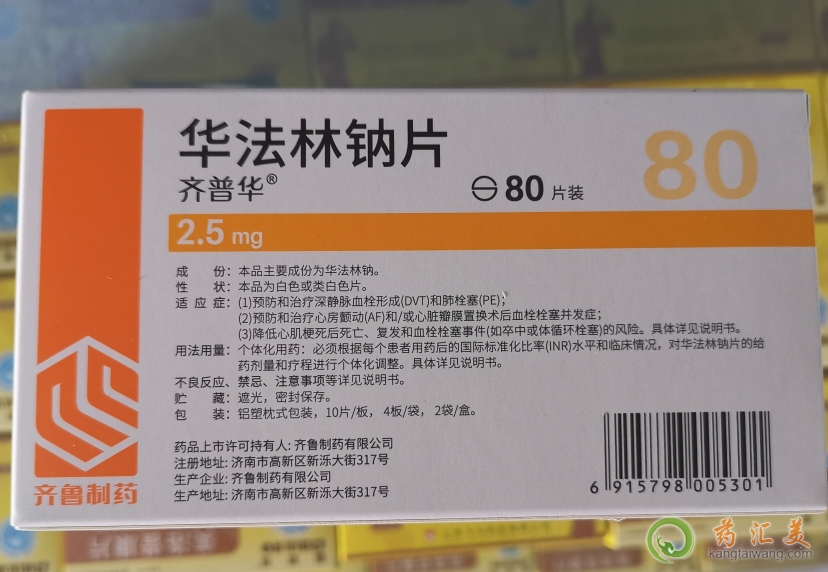 华法林钠片
80
齐普华®
80 片装
2.5 mg
成 份：本品主要成份为华法林钠。
性 状：本品为白色或类白色片。
适 应 症：(1)预防和治疗深静脉血栓形成(DVT)和肺栓塞(PE)；
(2)预防和治疗心房颤动(AF)和/或心脏瓣膜置换术后血栓栓塞并发症；
(3)降低心肌梗死后死亡、复发和血栓栓塞事件(如卒中或体循环栓塞)的风险。具体详见说明书。
用法用量：个体化用药：必须根据每个患者用药后的国际标准化比率(INR)水平和临床情况，对华法林钠片的给
药剂量和疗程进行个体化调整。具体详见说明书。
不良反应、禁忌、注意事项等详见说明书。
贮 藏：遮光，密封保存。
包 装：铝塑枕式包装，10片/板，4板/袋，2袋/盒。
药品上市许可持有人：齐鲁制药有限公司
注册地址：济南市高新区新泺大街317号
生产企业：齐鲁制药有限公司
生产地址：济南市高新区新泺大街317号
齐鲁制药
6 915798 005301
药汇美
kangtaiwang.com